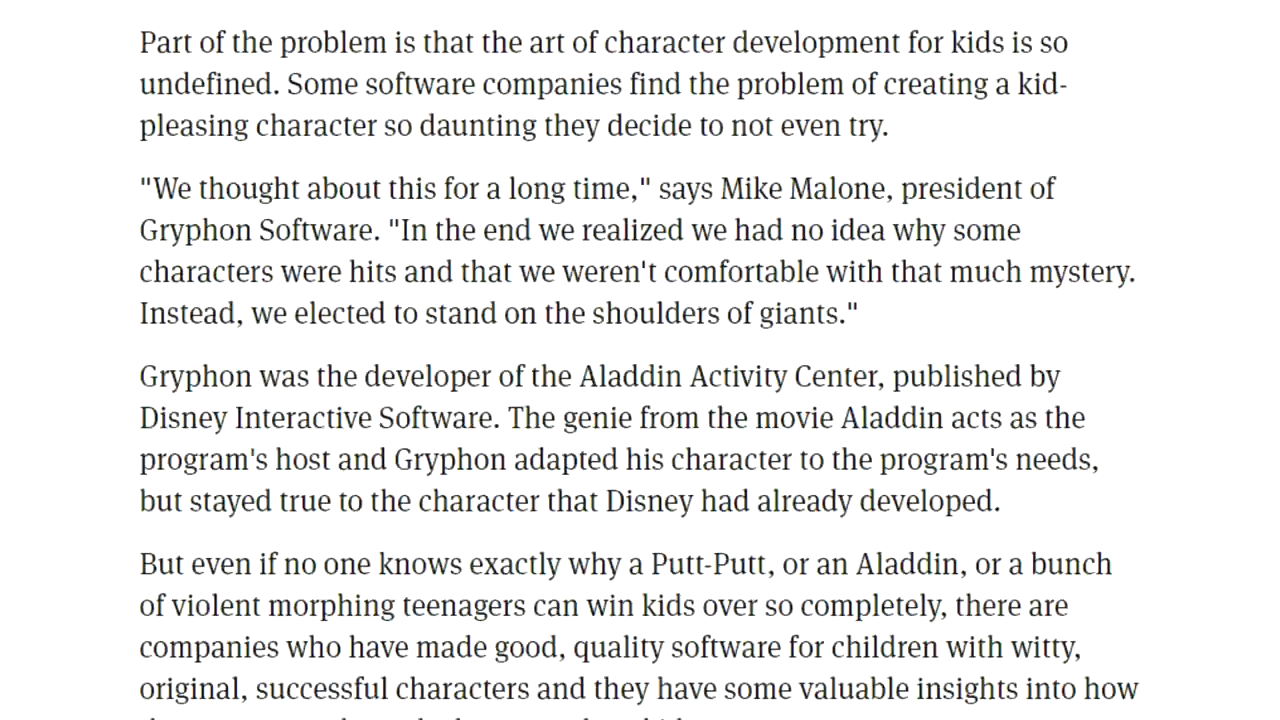 Part of the problem is that the art of character development for kids is so
undefined. Some software companies find the problem of creating a kid-
pleasing character so daunting they decide to not even try.
"We thought about this for a long time," says Mike Malone, president of
Gryphon Software. "In the end we realized we had no idea why some
characters were hits and that we weren't comfortable with that much mystery.
Instead, we elected to stand on the shoulders of giants."
Gryphon was the developer of the Aladdin Activity Center, published by
Disney Interactive Software. The genie from the movie Aladdin acts as the
program's host and Gryphon adapted his character to the program's needs,
but stayed true to the character that Disney had already developed.
But even if no one knows exactly why a Putt-Putt, or an Aladdin, or a bunch
of violent morphing teenagers can win kids over so completely, there are
companies who have made good, quality software for children with witty,
original, successful characters and they have some valuable insights into how